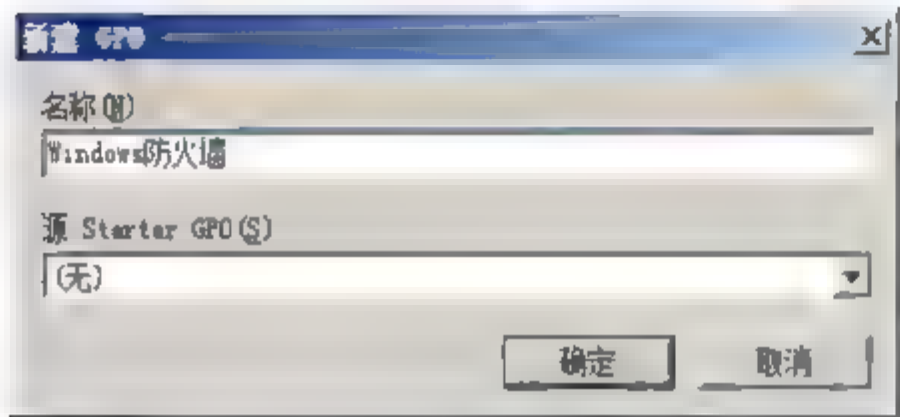 新建 GPO
名称(N)
Windows防火墙
源 Starter GPO(S)
(无)
确定 取消